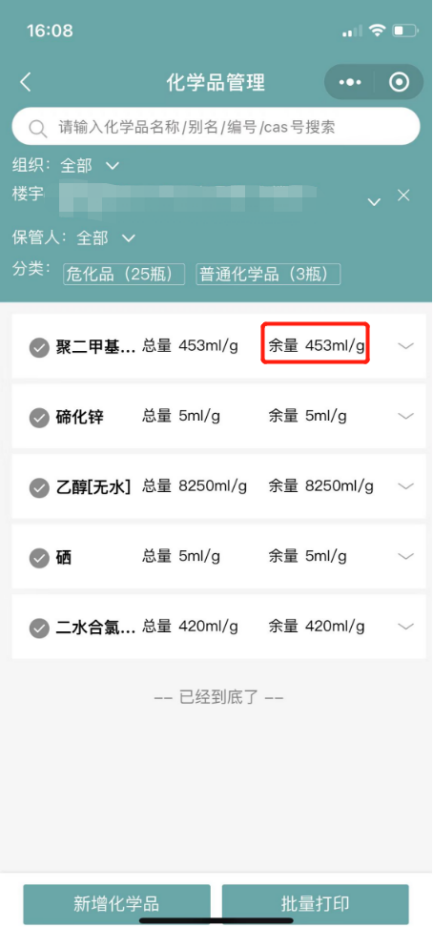 16:08
化学品管理
请输入化学品名称/别名/编号/cas号搜索
组织：全部
楼宇
保管人：全部
分类：危化品（25瓶） 普通化学品（3瓶）
聚二甲基... 总量 453ml/g 余量 453ml/g
碲化锌 总量 5ml/g 余量 5ml/g
乙醇[无水] 总量 8250ml/g 余量 8250ml/g
硒 总量 5ml/g 余量 5ml/g
二水合氯... 总量 420ml/g 余量 420ml/g
-- 已经到底了 --
新增化学品 批量打印